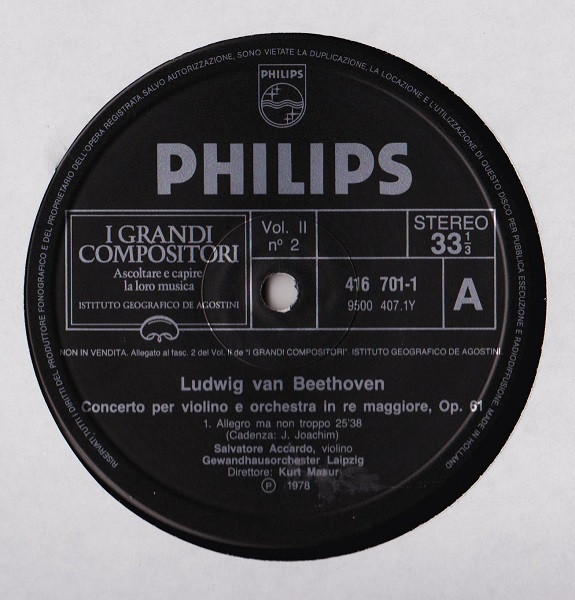 RISERVATI TUTTI I DIRITTI DEL PRODUTTORE FONOGRAFICO E DEL PROPRIETARIO DELL'OPERA REGISTRATA. SALVO AUTORIZZAZIONE, SONO VIETATE LA DUPLICAZIONE, LA LOCAZIONE E L'UTILIZZAZIONE DI QUESTO DISCO PER PUBBLICA ESECUZIONE E RADIODIFFUSIONE. MADE IN HOLLAND
PHILIPS
PHILIPS
I GRANDI
COMPOSITORI
Ascoltare e capire
la loro musica
ISTITUTO GEOGRAFICO DE AGOSTINI
Vol. II
nº 2
STEREO
33 1/3
416 701-1
9500 407.1Y
A
NON IN VENDITA. Allegato al fasc. 2 del Vol. II de "I GRANDI COMPOSITORI". ISTITUTO GEOGRAFICO DE AGOSTINI
Ludwig van Beethoven
Concerto per violino e orchestra in re maggiore, Op. 61
1. Allegro ma non troppo 25'38
(Cadenza: J. Joachim)
Salvatore Accardo, violino
Gewandhausorchester Laipzig
Direttore: Kurt Masur
℗ 1978